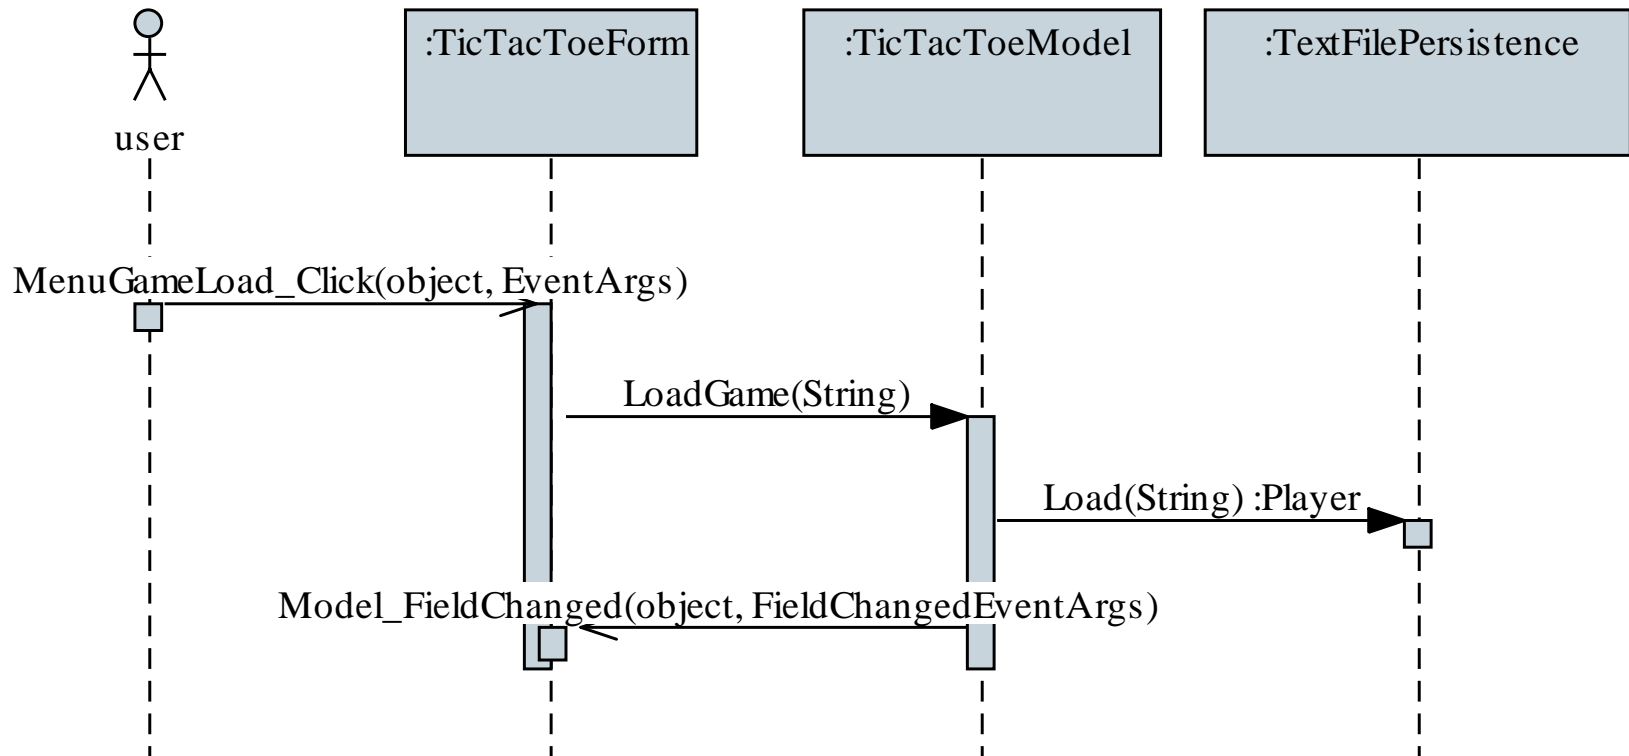 :TicTacToeForm
:TicTacToeModel
:TextFilePersistence
user
MenuGameLoad_Click(object, EventArgs)
LoadGame(String)
Load(String) :Player
Model_FieldChanged(object, FieldChangedEventArgs)